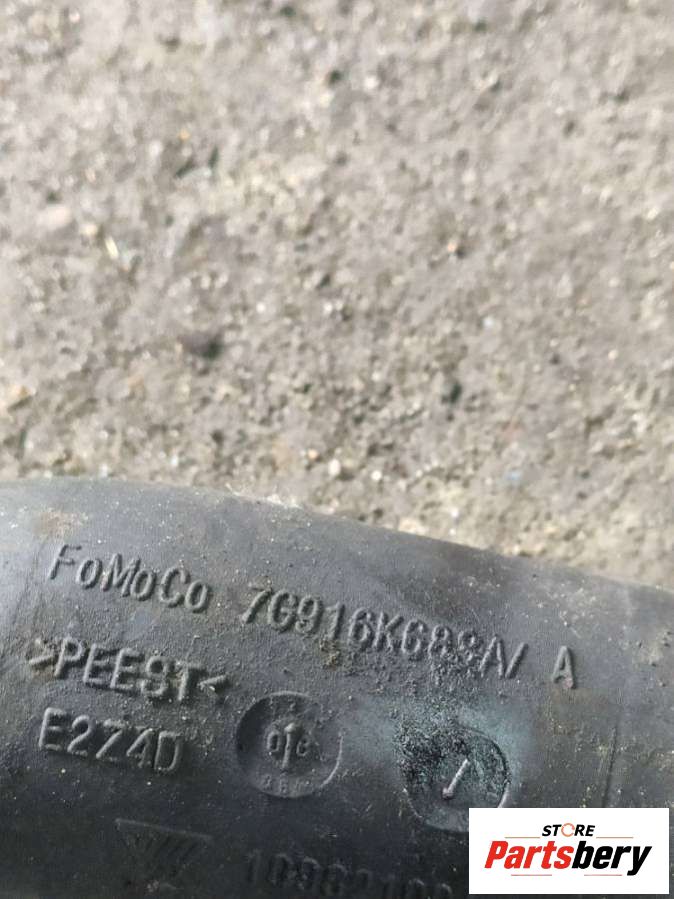 FoMoCo 7G916K683A/ A
>PEEST<
E2Z4D
STORE
Partsbery